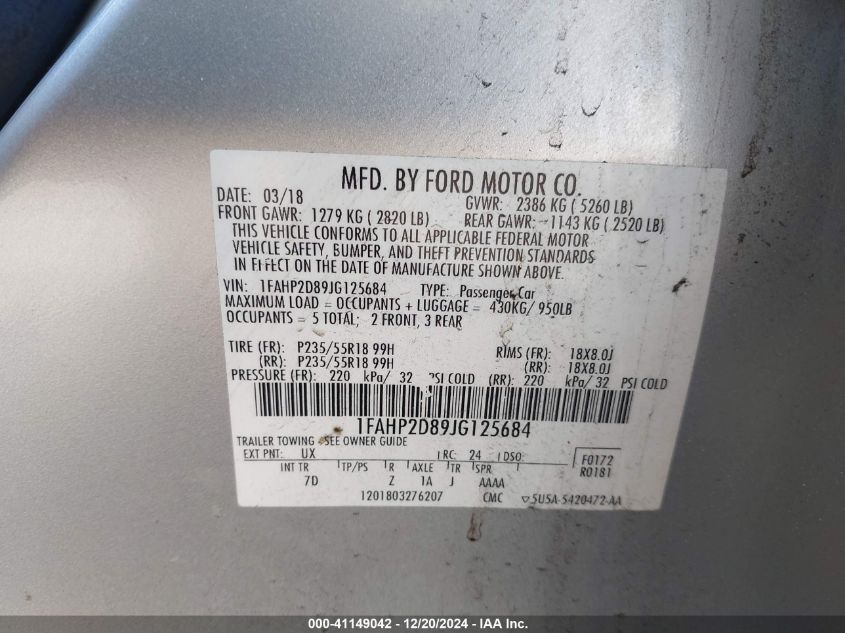 MFD. BY FORD MOTOR CO.
DATE: 03/18 GVWR: 2386 KG ( 5260 LB)
FRONT GAWR: 1279 KG ( 2820 LB) REAR GAWR: 1143 KG ( 2520 LB)
THIS VEHICLE CONFORMS TO ALL APPLICABLE FEDERAL MOTOR
VEHICLE SAFETY, BUMPER, AND THEFT PREVENTION STANDARDS
IN EFFECT ON THE DATE OF MANUFACTURE SHOWN ABOVE.
VIN: 1FAHP2D89JG125684 TYPE: Passenger Car
MAXIMUM LOAD = OCCUPANTS + LUGGAGE = 430KG/ 950LB
OCCUPANTS = 5 TOTAL; 2 FRONT, 3 REAR
TIRE (FR): P235/55R18 99H RIMS (FR): 18X8.0J
(RR): P235/55R18 99H (RR): 18X8.0J
PRESSURE (FR): 220 kPa/ 32 PSI COLD (RR): 220 kPa/ 32 PSI COLD
1FAHP2D89JG125684
TRAILER TOWING - SEE OWNER GUIDE
EXT PNT: UX RC: 24 DSO: F0172
INT TR TP/PS R AXLE TR SPR R0181
7D Z 1A J AAAA
1201803276207 CMC ▽5U5A-5420472-AA
000-41149042 - 12/20/2024 - IAA Inc.